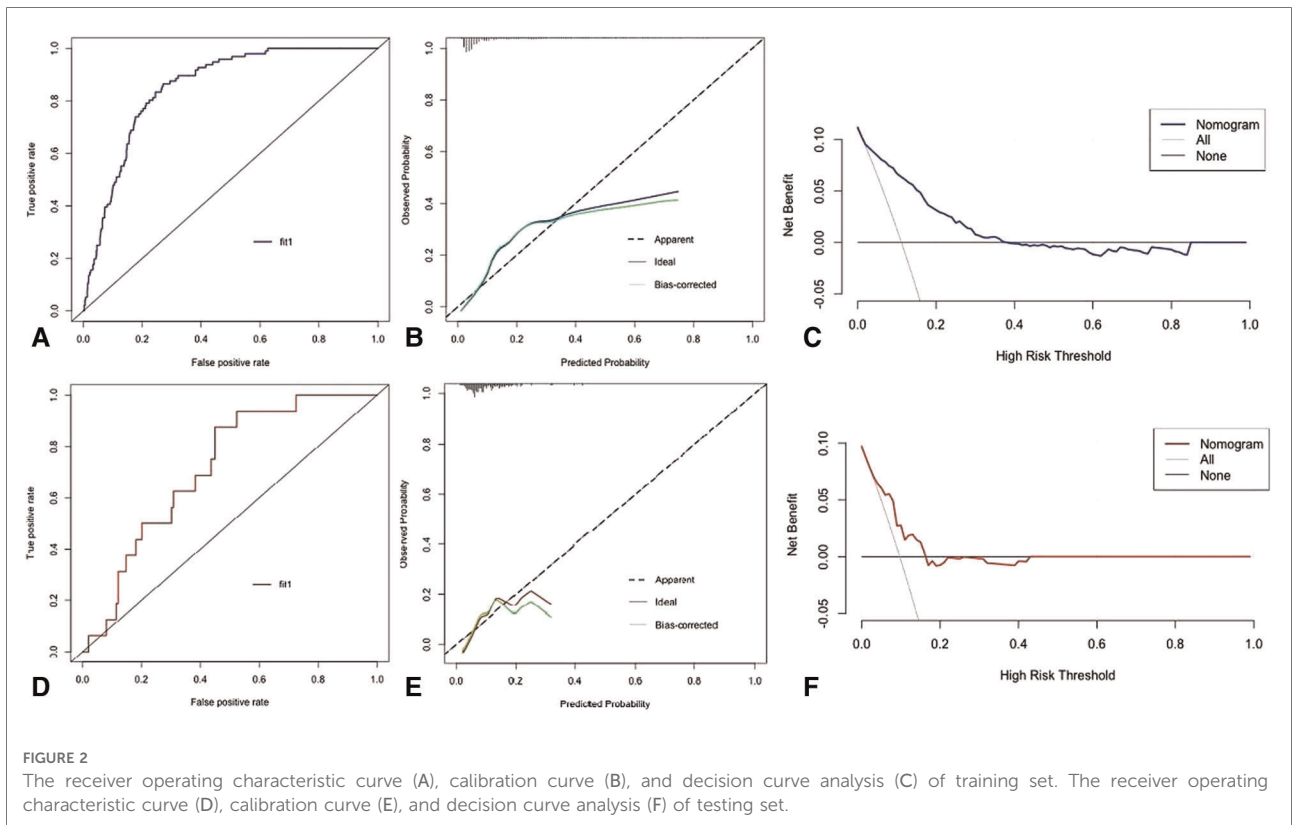 1.0
0.8
0.6
0.4
0.2
0.0
True positive rate
fit1
0.0 0.2 0.4 0.6 0.8 1.0
False positive rate
A
1.0
0.8
0.6
0.4
0.2
0.0
Observed Probability
Apparent
Ideal
Bias-corrected
0.0 0.2 0.4 0.6 0.8 1.0
Predicted Probability
B
0.10
0.05
0.00
-0.05
Net Benefit
Nomogram
All
None
0.0 0.2 0.4 0.6 0.8 1.0
High Risk Threshold
C
1.0
0.8
0.6
0.4
0.2
0.0
True positive rate
fit1
0.0 0.2 0.4 0.6 0.8 1.0
False positive rate
D
1.0
0.8
0.6
0.4
0.2
0.0
Observed Probability
Apparent
Ideal
Bias-corrected
0.0 0.2 0.4 0.6 0.8 1.0
Predicted Probability
E
0.10
0.05
0.00
-0.05
Net Benefit
Nomogram
All
None
0.0 0.2 0.4 0.6 0.8 1.0
High Risk Threshold
F
FIGURE 2
The receiver operating characteristic curve (A), calibration curve (B), and decision curve analysis (C) of training set. The receiver operating
characteristic curve (D), calibration curve (E), and decision curve analysis (F) of testing set.